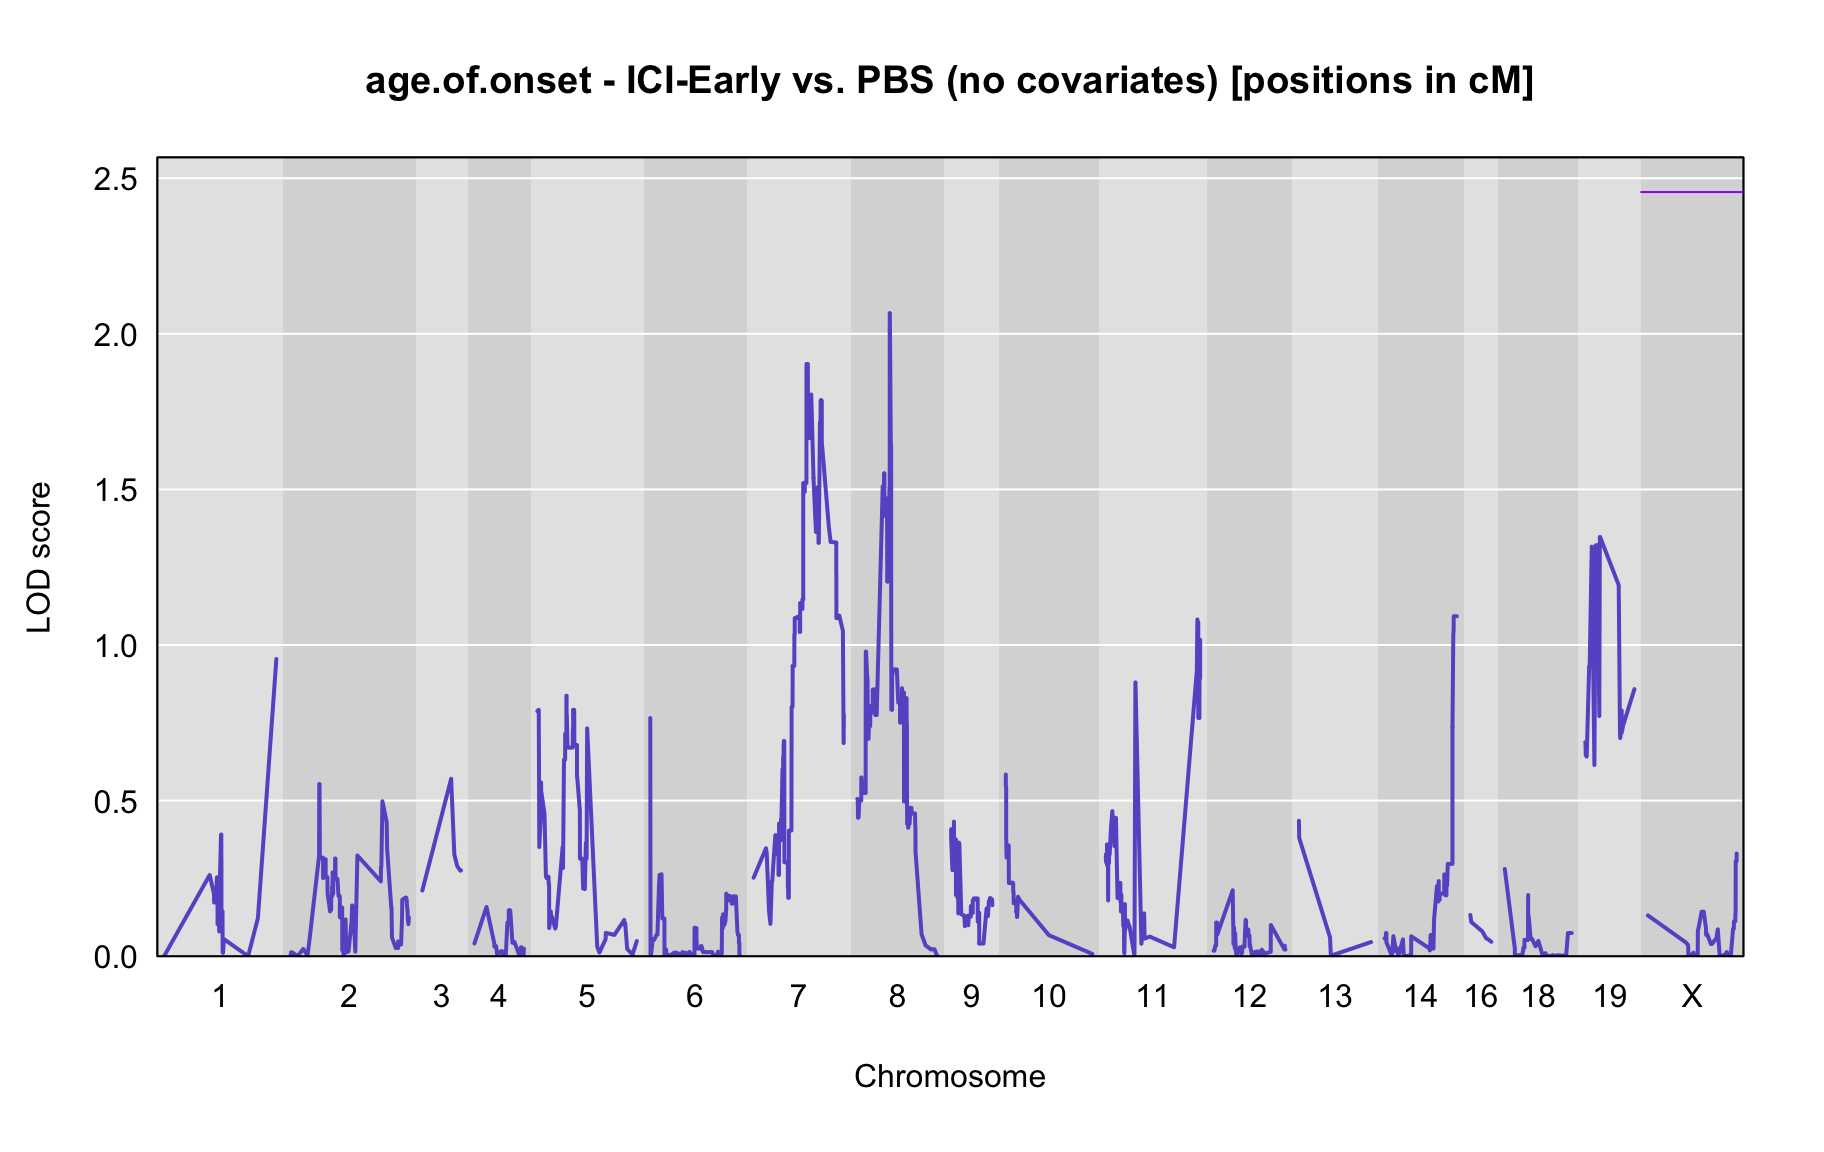 age.of.onset - ICI-Early vs. PBS (no covariates) [positions in cM]
LOD score
2.5
2.0
1.5
1.0
0.5
0.0
1 2 3 4 5 6 7 8 9 10 11 12 13 14 16 18 19 X
Chromosome